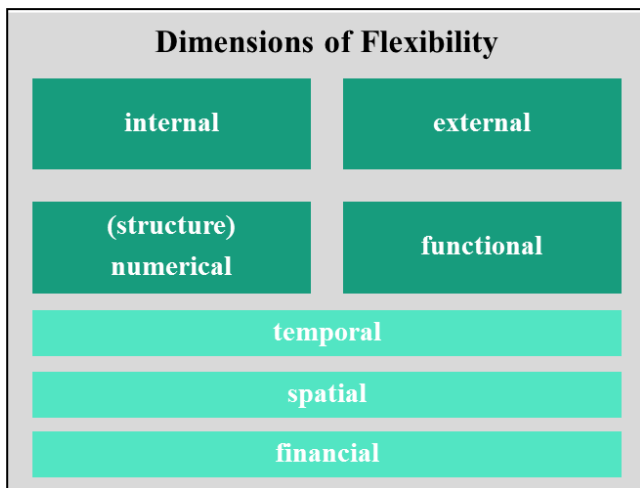 Dimensions of Flexibility
internal
external
(structure)
numerical
functional
temporal
spatial
financial